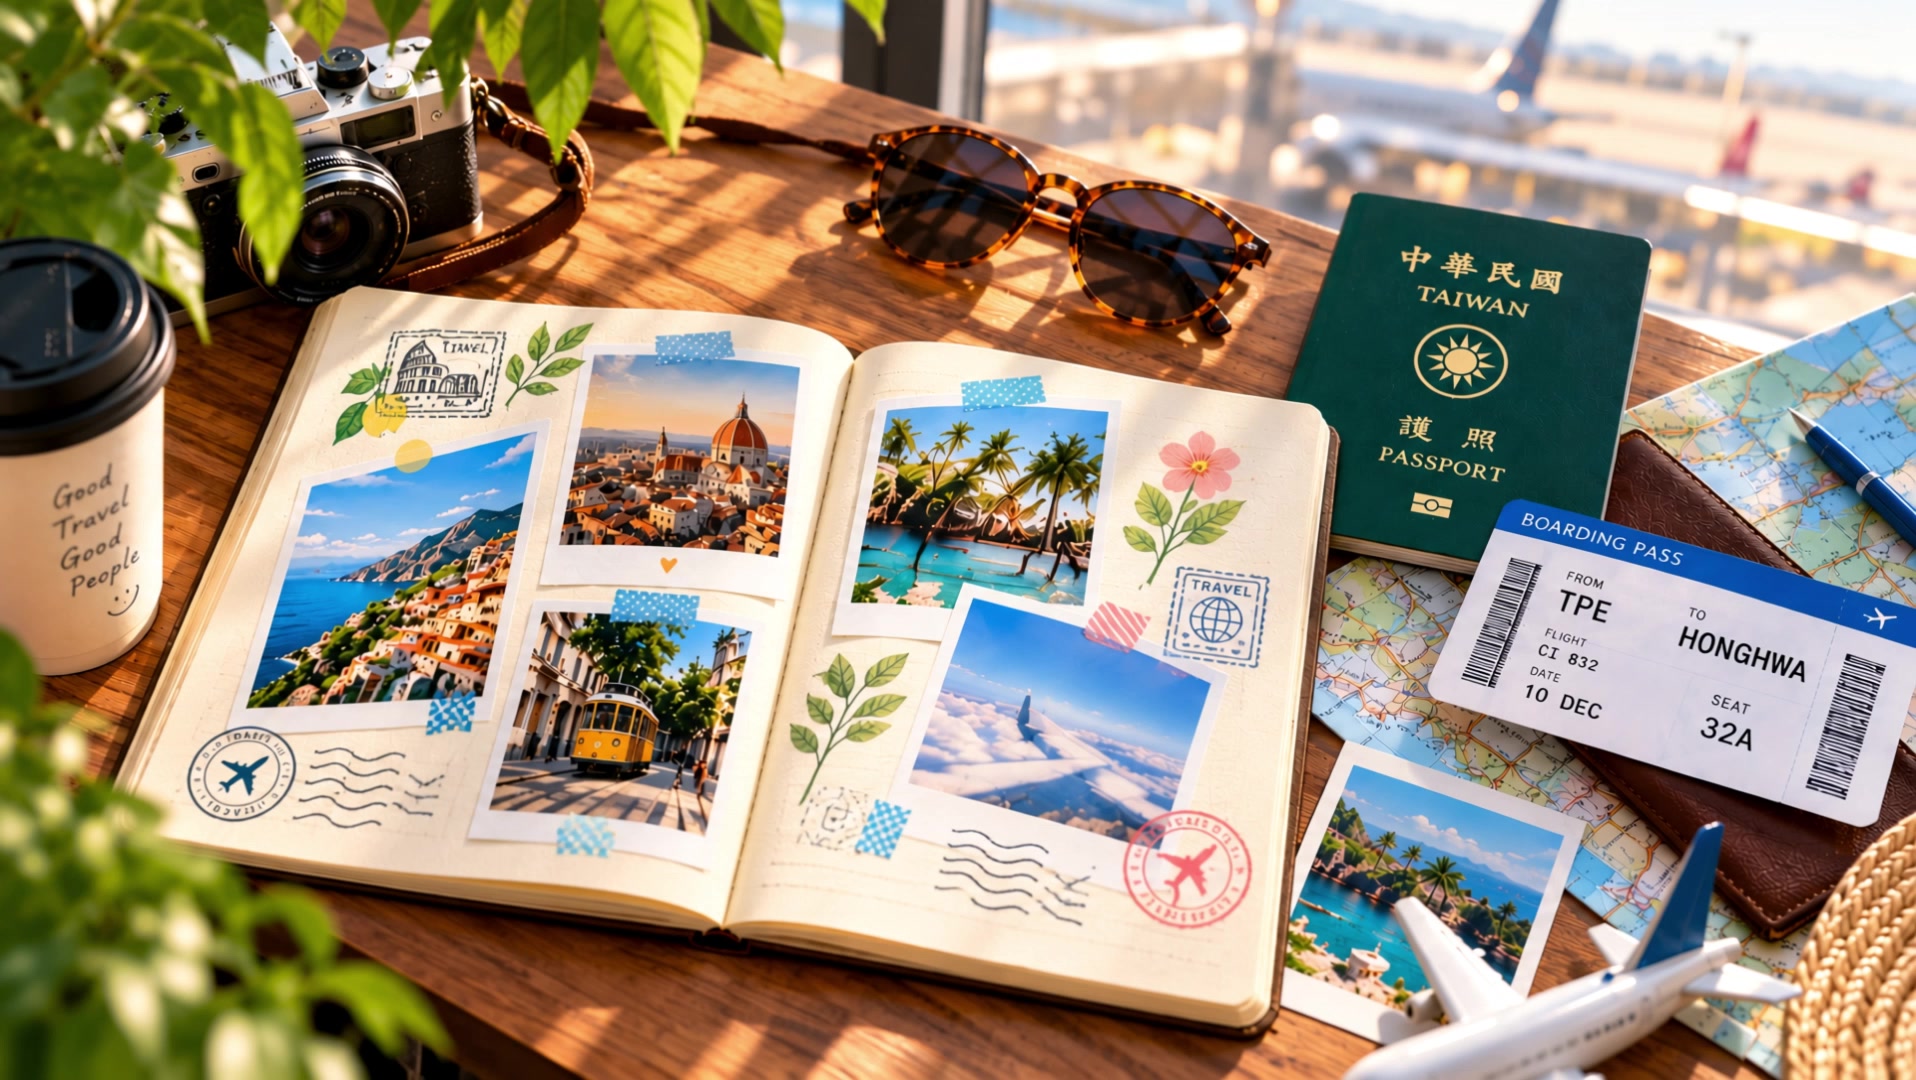 Good
Travel
Good
People
TRAVEL
TRAVEL
中華民國
TAIWAN
護照
PASSPORT
BOARDING PASS
FROM
TPE
TO
HONGHWA
FLIGHT
CI 832
DATE
10 DEC
SEAT
32A